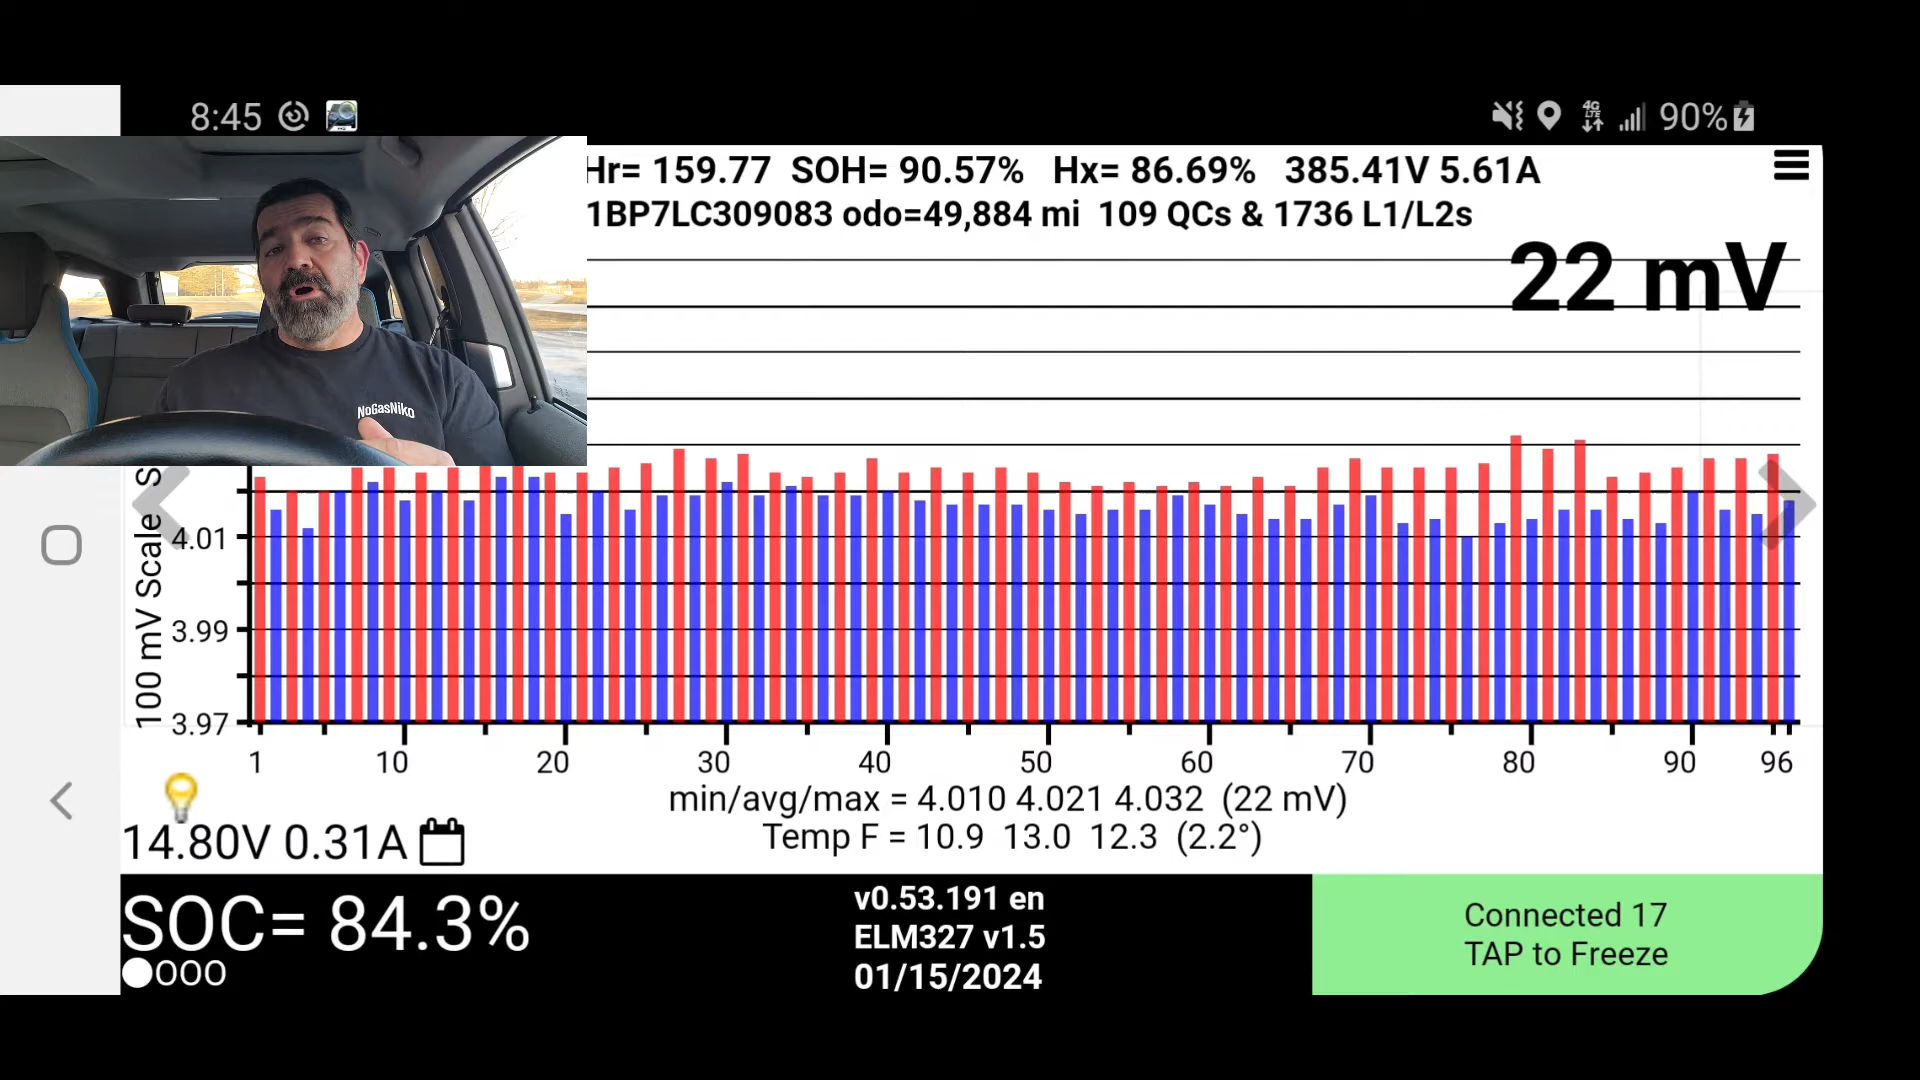 8:45
4G LTE 90%
Hr= 159.77 SOH= 90.57% Hx= 86.69% 385.41V 5.61A
1BP7LC309083 odo=49,884 mi 109 QCs & 1736 L1/L2s
22 mV
NoGasNiko
100 mV Scale S
4.01
3.99
3.97
1 10 20 30 40 50 60 70 80 90 96
min/avg/max = 4.010 4.021 4.032 (22 mV)
Temp F = 10.9 13.0 12.3 (2.2°)
14.80V 0.31A
SOC= 84.3%
v0.53.191 en
ELM327 v1.5
01/15/2024
Connected 17
TAP to Freeze